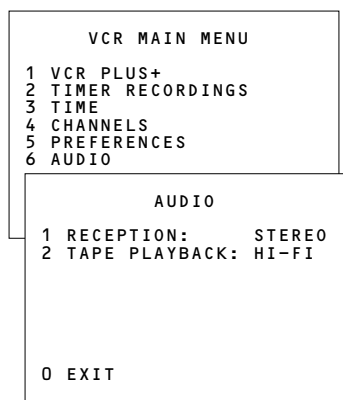 VCR MAIN MENU
1 VCR PLUS+
2 TIMER RECORDINGS
3 TIME
4 CHANNELS
5 PREFERENCES
6 AUDIO
AUDIO
1 RECEPTION: STEREO
2 TAPE PLAYBACK: HI-FI
0 EXIT